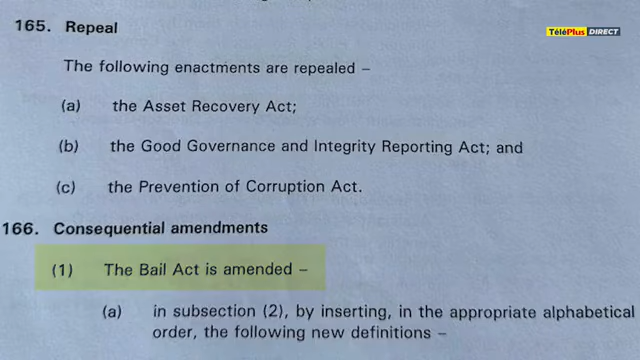 TéléPlus DIRECT
165. Repeal
The following enactments are repealed –
(a) the Asset Recovery Act;
(b) the Good Governance and Integrity Reporting Act; and
(c) the Prevention of Corruption Act.
166. Consequential amendments
(1) The Bail Act is amended –
(a) in subsection (2), by inserting, in the appropriate alphabetical
order, the following new definitions –